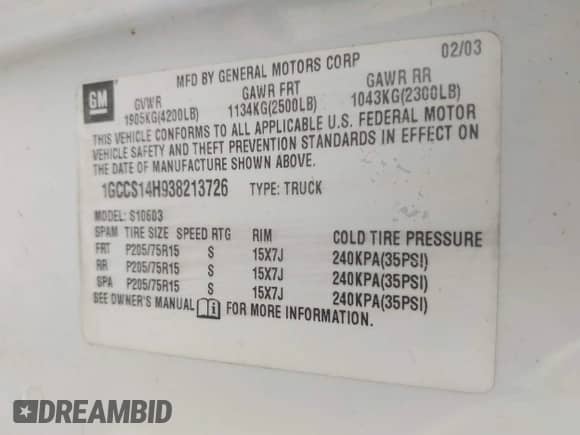 GM
MFD BY GENERAL MOTORS CORP 02/03
GVWR GAWR FRT GAWR RR
1905KG(4200LB) 1134KG(2500LB) 1043KG(2300LB)
THIS VEHICLE CONFORMS TO ALL APPLICABLE U.S. FEDERAL MOTOR
VEHICLE SAFETY AND THEFT PREVENTION STANDARDS IN EFFECT ON
THE DATE OF MANUFACTURE SHOWN ABOVE.
1GCCS14H938213726 TYPE: TRUCK
MODEL: S10603
SPAM TIRE SIZE SPEED RTG RIM COLD TIRE PRESSURE
FRT P205/75R15 S 15X7J 240KPA(35PSI)
RR P205/75R15 S 15X7J 240KPA(35PSI)
SPA P205/75R15 S 15X7J 240KPA(35PSI)
SEE OWNER'S MANUAL i FOR MORE INFORMATION.
DREAMBID